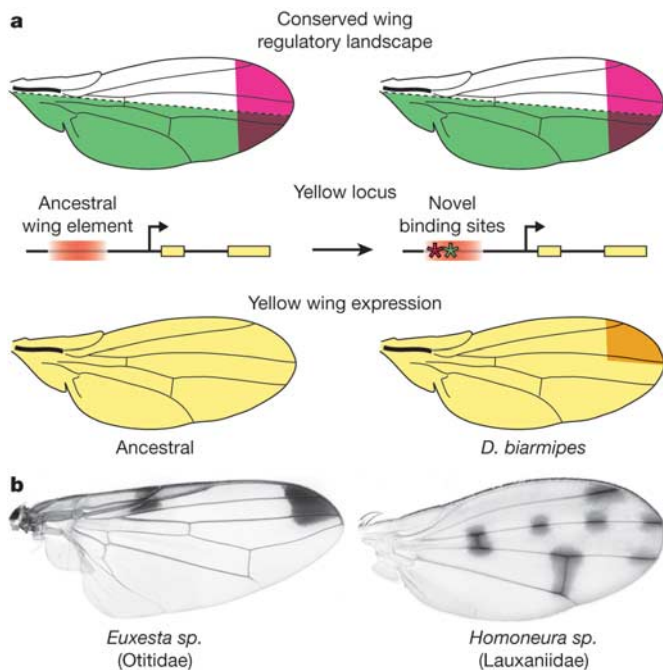 a
Conserved wing
regulatory landscape
Yellow locus
Ancestral
wing element
Novel
binding sites
Yellow wing expression
Ancestral
D. biarmipes
b
Euxesta sp.
(Otitidae)
Homoneura sp.
(Lauxaniidae)